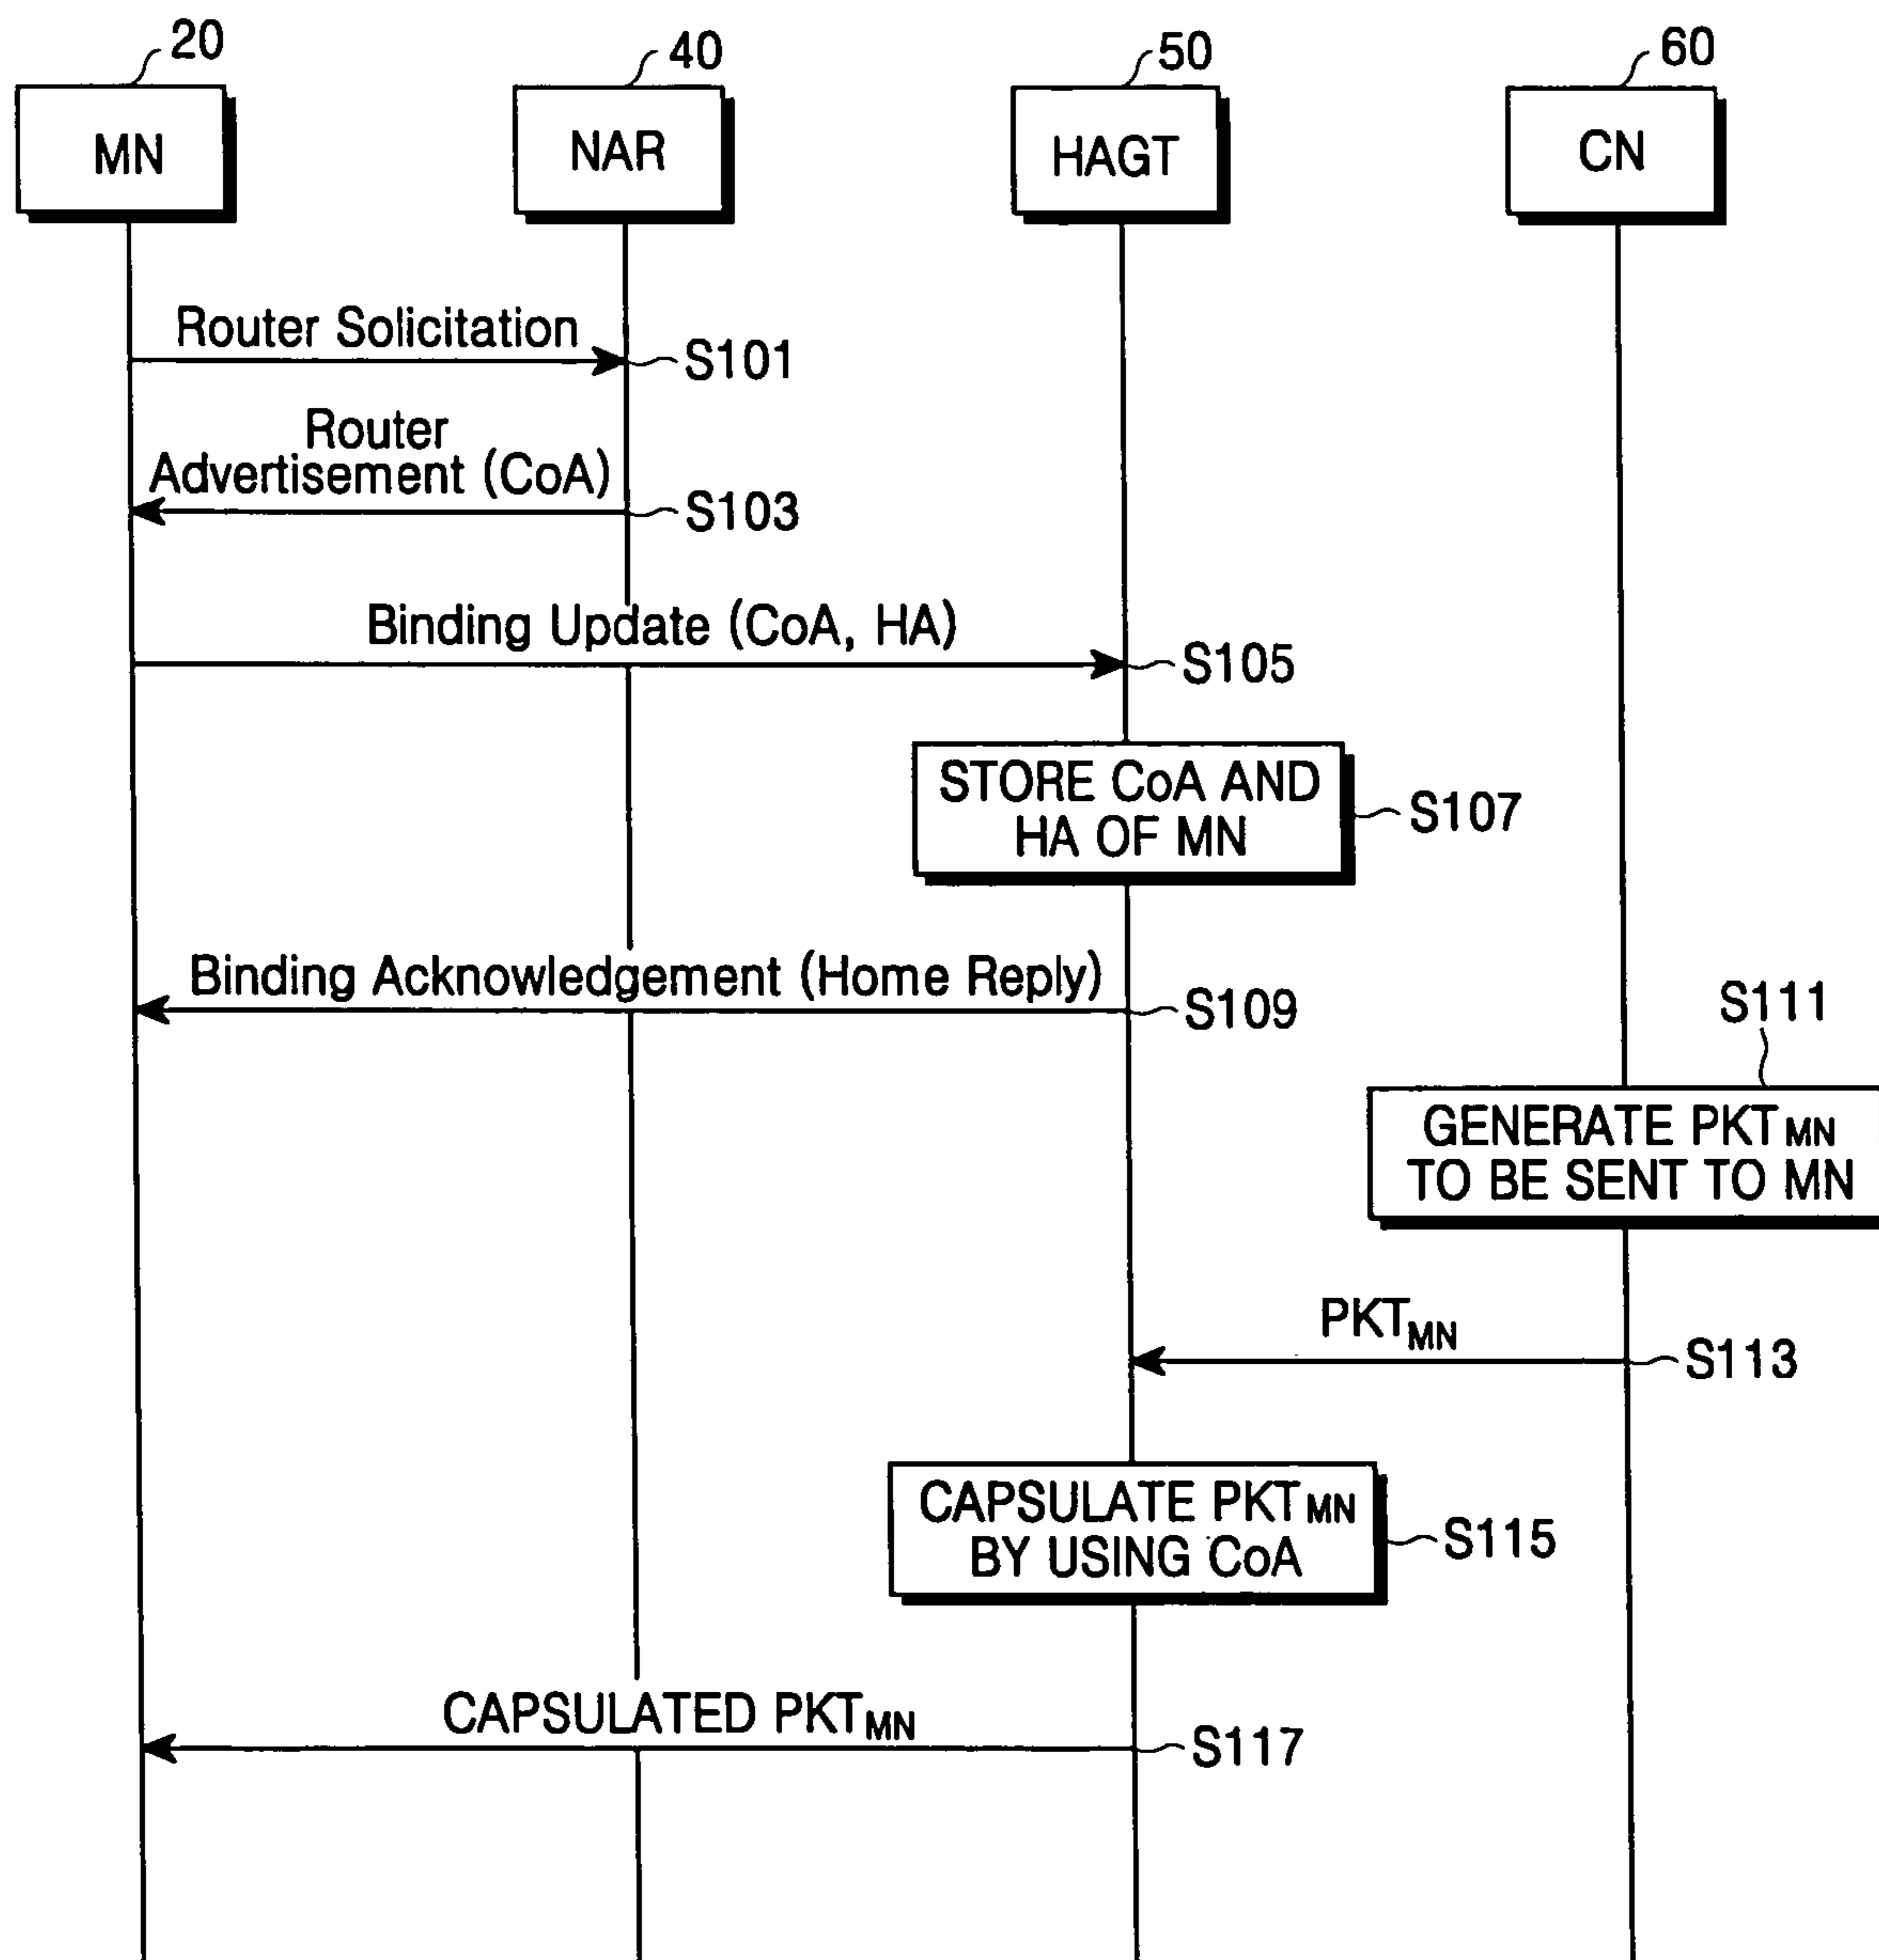 20
40
50
60
MN
NAR
HAGT
CN
Router Solicitation
S101
Router
Advertisement (CoA)
S103
Binding Update (CoA, HA)
S105
STORE CoA AND
HA OF MN
S107
Binding Acknowledgement (Home Reply)
S109
S111
GENERATE PKTMN
TO BE SENT TO MN
PKTMN
S113
CAPSULATE PKTMN
BY USING CoA
S115
CAPSULATED PKTMN
S117